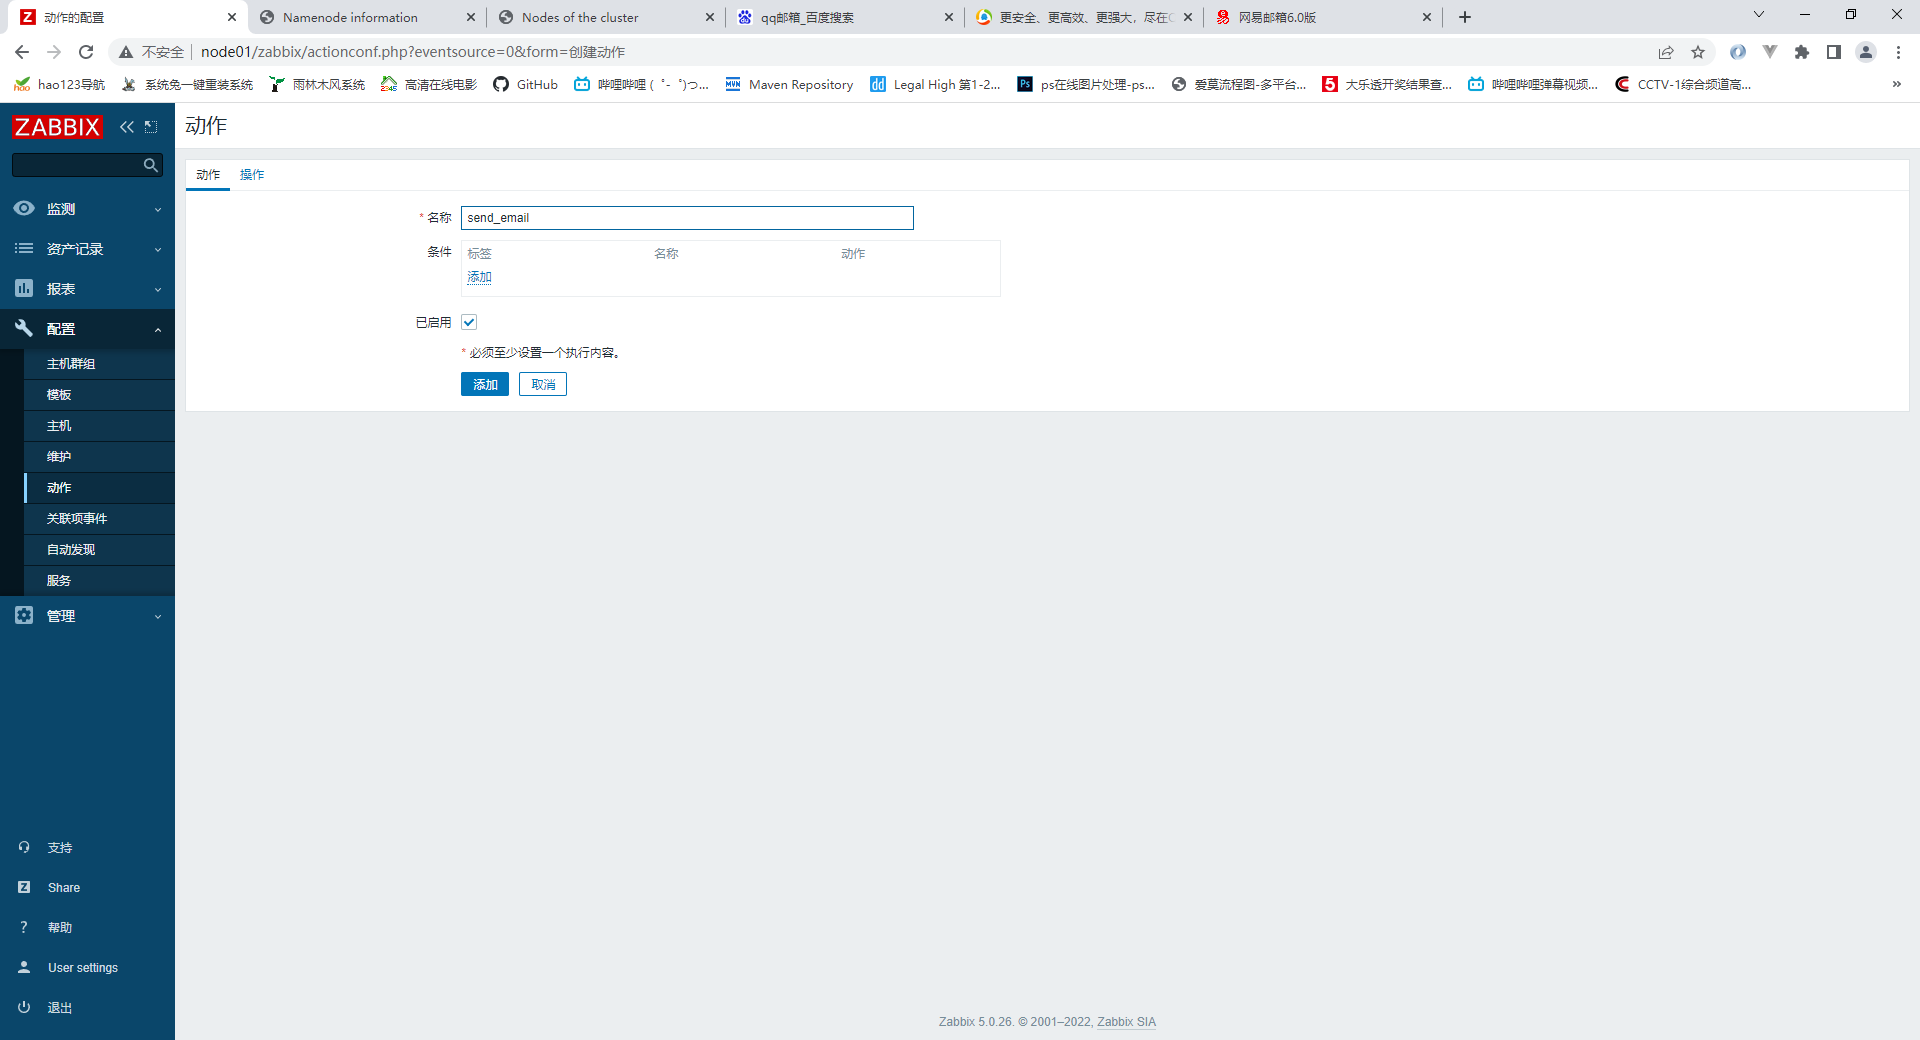 动作的配置
Namenode information
Nodes of the cluster
qq邮箱_百度搜索
更安全、更高效、更强大，尽在
网易邮箱6.0版
不安全 node01/zabbix/actionconf.php?eventsource=0&form=创建动作
hao123导航
系统兔一键重装系统
雨林木风系统
高清在线电影
GitHub
哔哩哔哩 ( ゜- ゜)つ...
Maven Repository
Legal High 第1-2...
ps在线图片处理-ps...
爱莫流程图-多平台...
大乐透开奖结果查...
哔哩哔哩弹幕视频...
CCTV-1综合频道高...
ZABBIX
监测
资产记录
报表
配置
主机群组
模板
主机
维护
动作
关联项事件
自动发现
服务
管理
支持
Share
帮助
User settings
退出
动作
动作 操作
* 名称 send_email
条件 标签 名称 动作
添加
已启用
* 必须至少设置一个执行内容。
添加 取消
Zabbix 5.0.26. © 2001–2022, Zabbix SIA